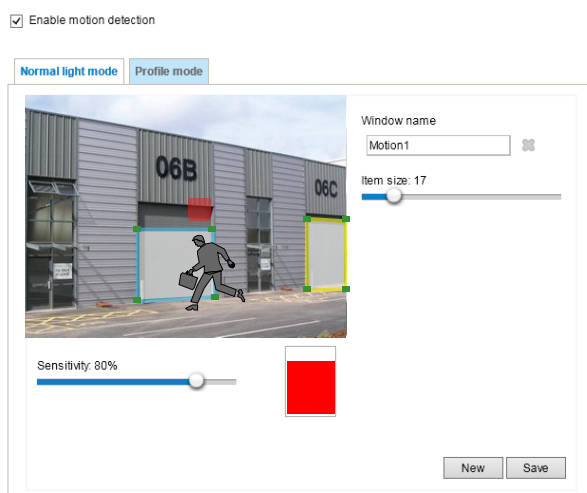 Enable motion detection
Normal light mode
Profile mode
06B
06C
Window name
Motion1
Item size: 17
Sensitivity: 80%
New
Save